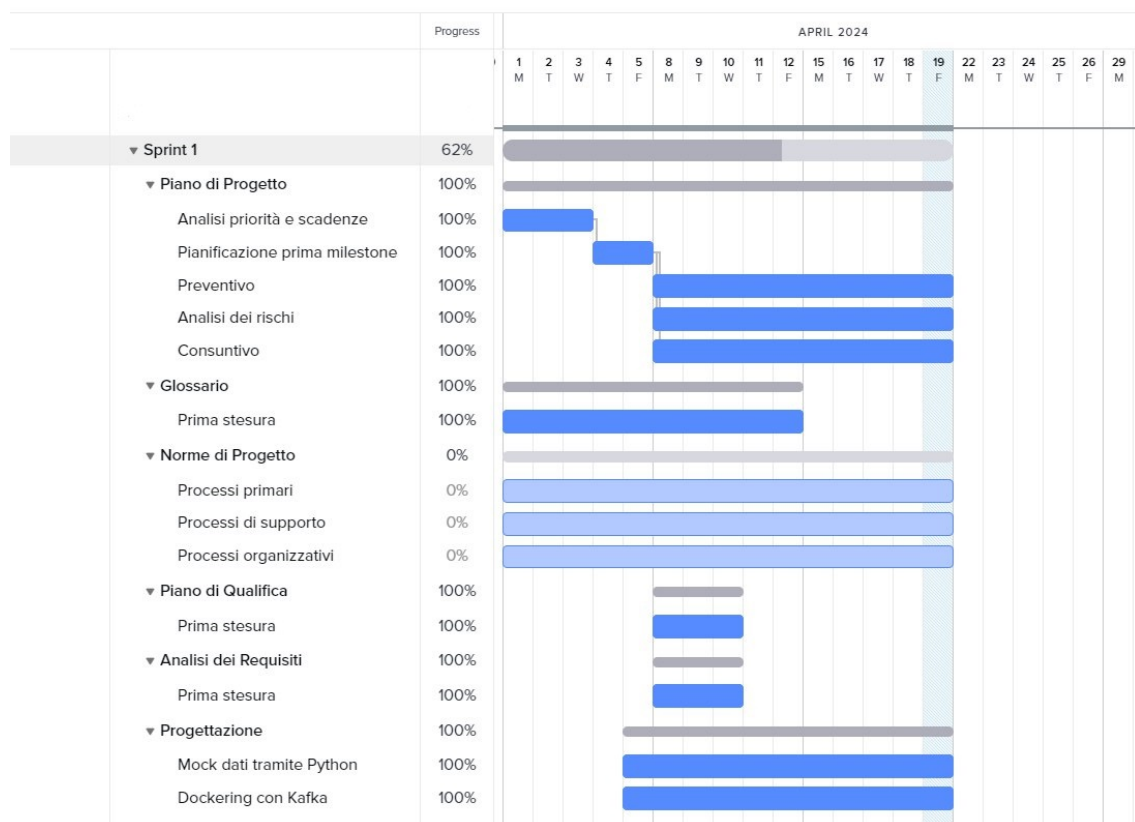 Progress
APRIL 2024
1 2 3 4 5 8 9 10 11 12 15 16 17 18 19 22 23 24 25 26 29
M T W T F M T W T F M T W T F M T W T F M
Sprint 1 62%
Piano di Progetto 100%
Analisi priorità e scadenze 100%
Pianificazione prima milestone 100%
Preventivo 100%
Analisi dei rischi 100%
Consuntivo 100%
Glossario 100%
Prima stesura 100%
Norme di Progetto 0%
Processi primari 0%
Processi di supporto 0%
Processi organizzativi 0%
Piano di Qualifica 100%
Prima stesura 100%
Analisi dei Requisiti 100%
Prima stesura 100%
Progettazione 100%
Mock dati tramite Python 100%
Dockering con Kafka 100%